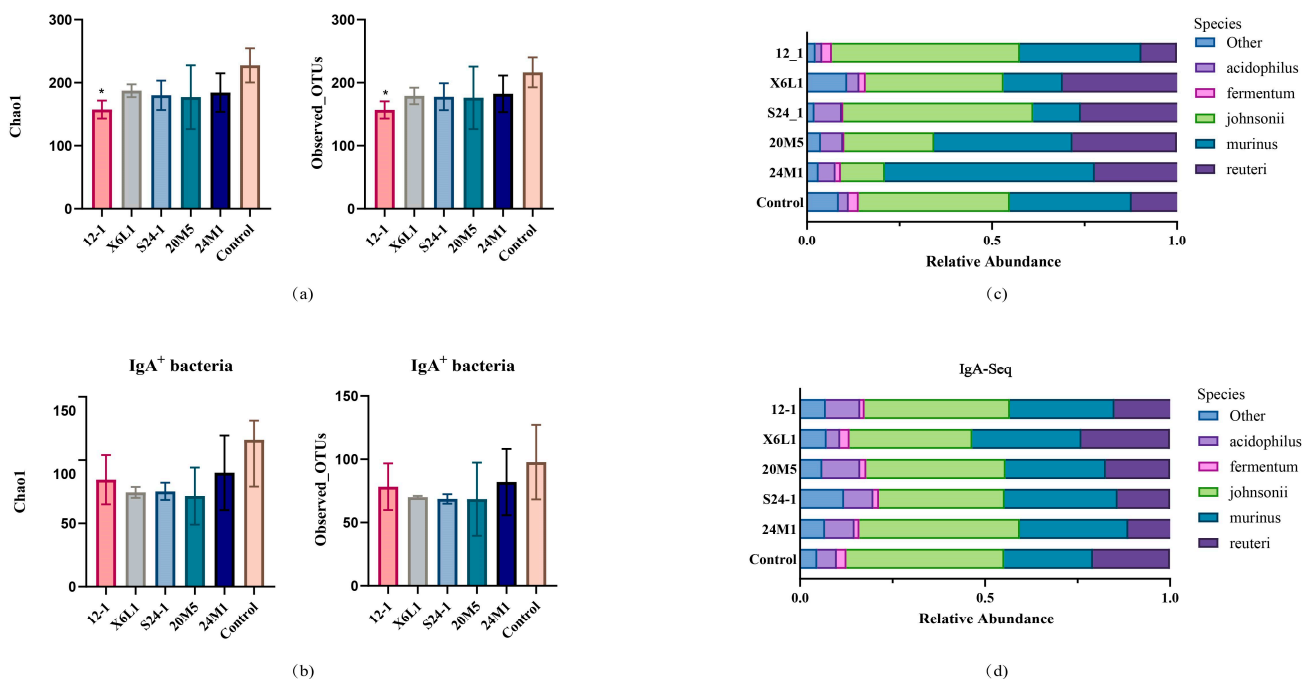 300
200
100
0
Chao1
*
12-1
X6L1
S24-1
20M5
24M1
Control
300
200
100
0
Observed_OTUs
*
12-1
X6L1
S24-1
20M5
24M1
Control
(a)
12_1
X6L1
S24_1
20M5
24M1
Control
0.0
0.5
1.0
Relative Abundance
Species
Other
acidophilus
fermentum
johnsonii
murinus
reuteri
(c)
IgA+ bacteria
150
100
50
0
Chao1
12-1
X6L1
S24-1
20M5
24M1
Control
IgA+ bacteria
150
100
50
0
Observed_OTUs
12-1
X6L1
S24-1
20M5
24M1
Control
(b)
IgA-Seq
12-1
X6L1
20M5
S24-1
24M1
Control
0.0
0.5
1.0
Relative Abundance
Species
Other
acidophilus
fermentum
johnsonii
murinus
reuteri
(d)